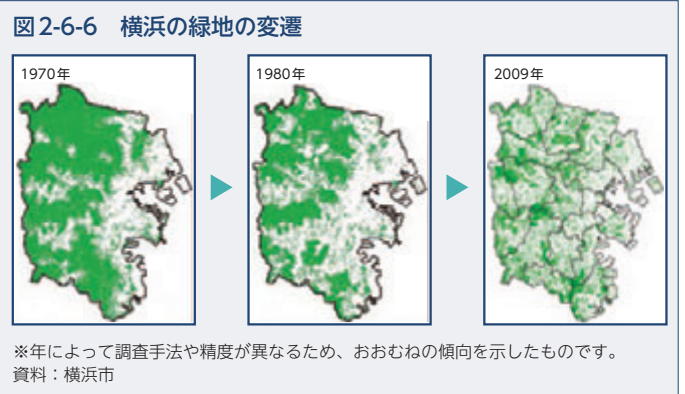 図2-6-6　横浜の緑地の変遷
1970年
1980年
2009年
※年によって調査手法や精度が異なるため、おおむねの傾向を示したものです。
資料：横浜市